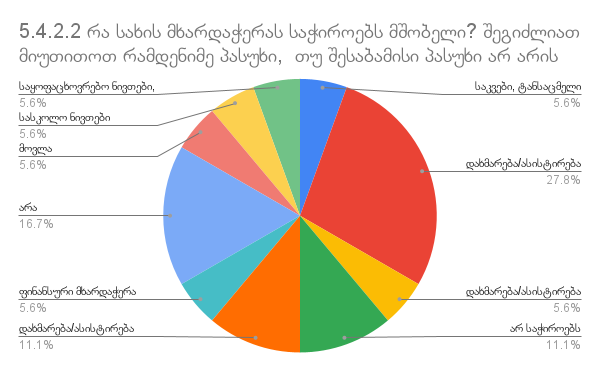 5.4.2.2 რა სახის მხარდაჭერას საჭიროებს მშობელი? შეგიძლიათ
მიუთითოთ რამდენიმე პასუხი, თუ შესაბამისი პასუხი არ არის
საყოფაცხოვრებო ნივთები,
5.6%
სასკოლო ნივთები
5.6%
მოვლა
5.6%
არა
16.7%
ფინანსური მხარდაჭერა
5.6%
დახმარება/ასისტირება
11.1%
საკვები, ტანსაცმელი
5.6%
დახმარება/ასისტირება
27.8%
დახმარება/ასისტირება
5.6%
არ საჭიროებს
11.1%